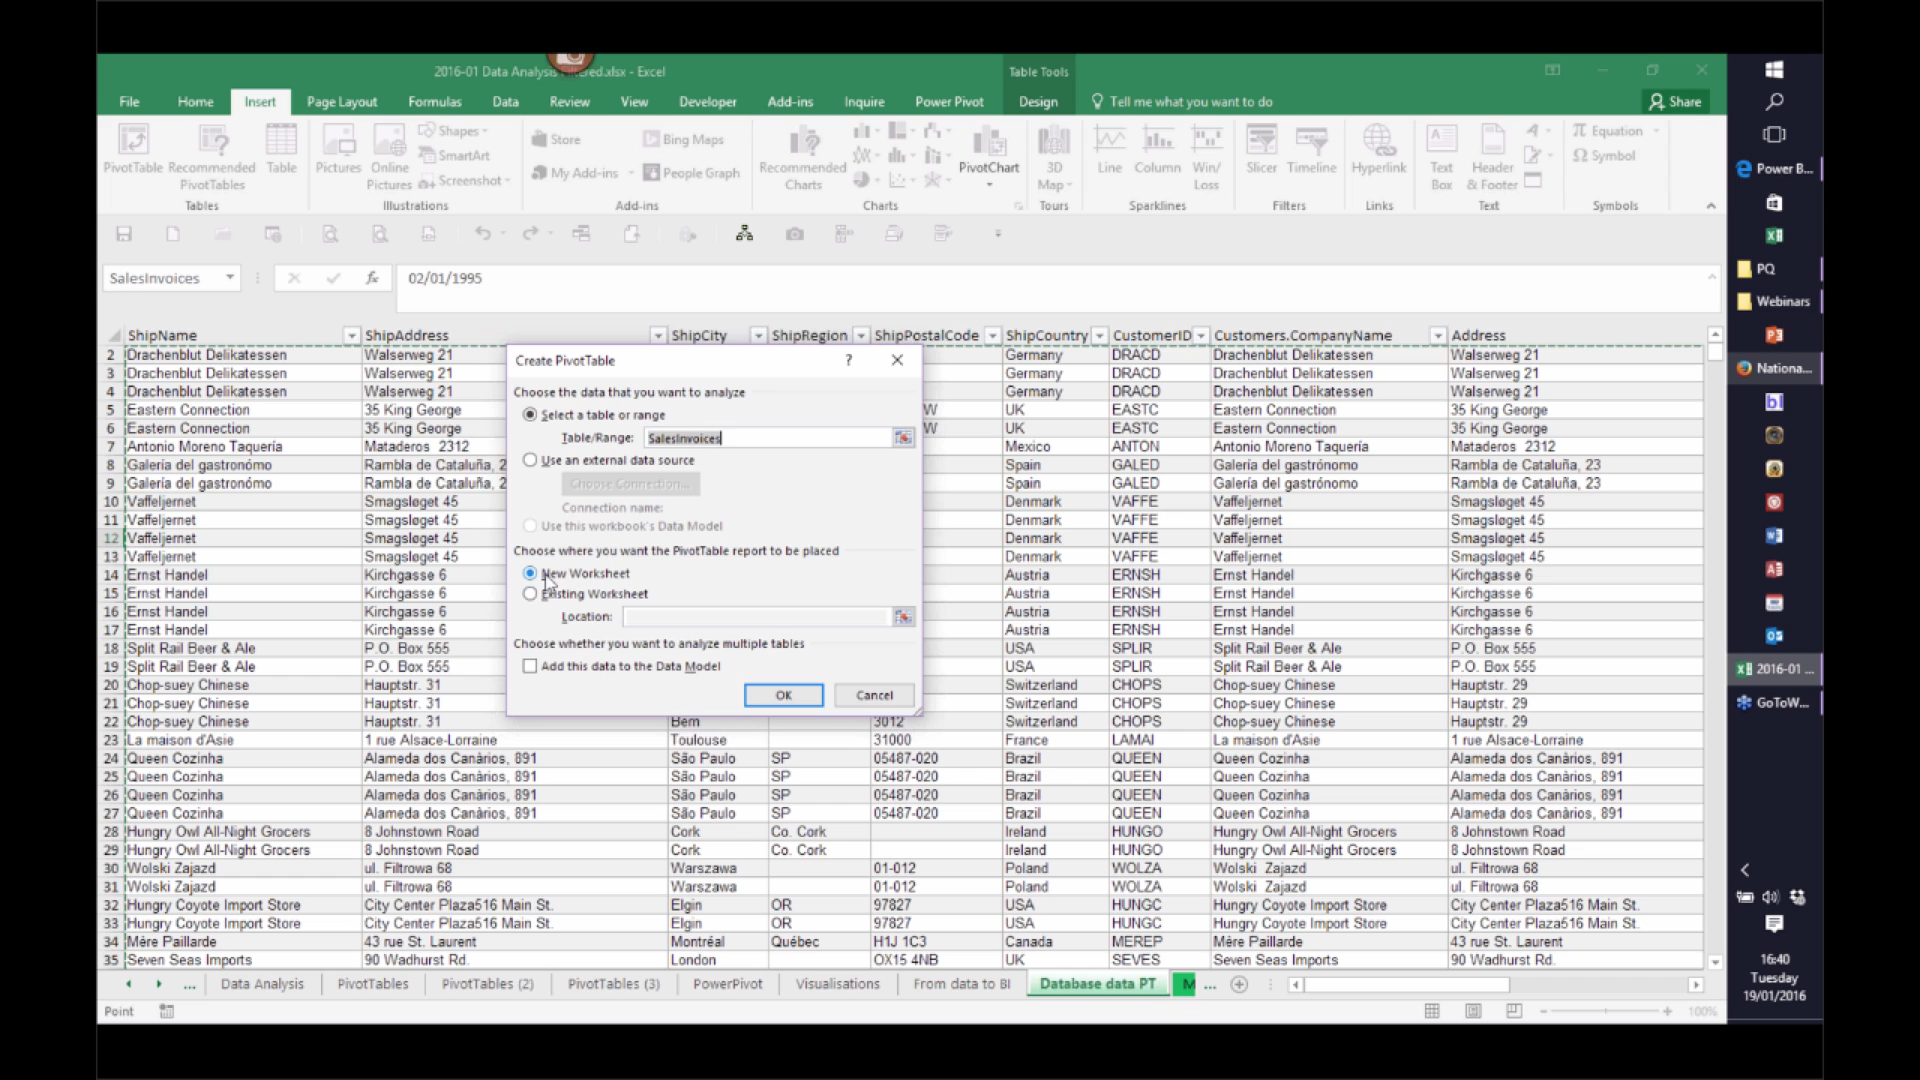 2016-01 Data Analysis
ered.xlsx - Excel
Table Tools
File
Home
Insert
Page Layout
Formulas
Data
Review
View
Developer
Add-ins
Inquire
Power Pivot
Design
Tell me what you want to do
Share
PivotTable
Recommended
PivotTables
Table
Tables
Pictures
Online
Pictures
Shapes
SmartArt
Screenshot
Illustrations
Store
My Add-ins
Bing Maps
People Graph
Add-ins
Recommended
Charts
PivotChart
Charts
3D
Map
Tours
Line
Column
Win/
Loss
Sparklines
Slicer
Timeline
Filters
Hyperlink
Links
Text
Box
Header
& Footer
Text
Equation
Symbol
Symbols
SalesInvoices
fx
02/01/1995
ShipName ShipAddress ShipCity ShipRegion ShipPostalCode ShipCountry CustomerID Customers.CompanyName Address
2 Drachenblut Delikatessen Walserweg 21 Germany DRACD Drachenblut Delikatessen Walserweg 21
3 Drachenblut Delikatessen Walserweg 21 Germany DRACD Drachenblut Delikatessen Walserweg 21
4 Drachenblut Delikatessen Walserweg 21 Germany DRACD Drachenblut Delikatessen Walserweg 21
5 Eastern Connection 35 King George W UK EASTC Eastern Connection 35 King George
6 Eastern Connection 35 King George W UK EASTC Eastern Connection 35 King George
7 Antonio Moreno Taquería Mataderos 2312 Mexico ANTON Antonio Moreno Taquería Mataderos 2312
8 Galería del gastronómo Rambla de Cataluña, 2 Spain GALED Galería del gastrónomo Rambla de Cataluña, 23
9 Galería del gastronómo Rambla de Cataluña, 2 Spain GALED Galería del gastrónomo Rambla de Cataluña, 23
10 Vaffeljernet Smagsløget 45 Denmark VAFFE Vaffeljernet Smagsløget 45
11 Vaffeljernet Smagsløget 45 Denmark VAFFE Vaffeljernet Smagsløget 45
12 Vaffeljernet Smagsløget 45 Denmark VAFFE Vaffeljernet Smagsløget 45
13 Vaffeljernet Smagsløget 45 Denmark VAFFE Vaffeljernet Smagsløget 45
14 Ernst Handel Kirchgasse 6 Austria ERNSH Ernst Handel Kirchgasse 6
15 Ernst Handel Kirchgasse 6 Austria ERNSH Ernst Handel Kirchgasse 6
16 Ernst Handel Kirchgasse 6 Austria ERNSH Ernst Handel Kirchgasse 6
17 Ernst Handel Kirchgasse 6 Austria ERNSH Ernst Handel Kirchgasse 6
18 Split Rail Beer & Ale P.O. Box 555 USA SPLIR Split Rail Beer & Ale P.O. Box 555
19 Split Rail Beer & Ale P.O. Box 555 USA SPLIR Split Rail Beer & Ale P.O. Box 555
20 Chop-suey Chinese Hauptstr. 31 Switzerland CHOPS Chop-suey Chinese Hauptstr. 29
21 Chop-suey Chinese Hauptstr. 31 Switzerland CHOPS Chop-suey Chinese Hauptstr. 29
22 Chop-suey Chinese Hauptstr. 31 Bern 3012 Switzerland CHOPS Chop-suey Chinese Hauptstr. 29
23 La maison d'Asie 1 rue Alsace-Lorraine Toulouse 31000 France LAMAI La maison d'Asie 1 rue Alsace-Lorraine
24 Queen Cozinha Alameda dos Canàrios, 891 São Paulo SP 05487-020 Brazil QUEEN Queen Cozinha Alameda dos Canàrios, 891
25 Queen Cozinha Alameda dos Canàrios, 891 São Paulo SP 05487-020 Brazil QUEEN Queen Cozinha Alameda dos Canàrios, 891
26 Queen Cozinha Alameda dos Canàrios, 891 São Paulo SP 05487-020 Brazil QUEEN Queen Cozinha Alameda dos Canàrios, 891
27 Queen Cozinha Alameda dos Canàrios, 891 São Paulo SP 05487-020 Brazil QUEEN Queen Cozinha Alameda dos Canàrios, 891
28 Hungry Owl All-Night Grocers 8 Johnstown Road Cork Co. Cork Ireland HUNGO Hungry Owl All-Night Grocers 8 Johnstown Road
29 Hungry Owl All-Night Grocers 8 Johnstown Road Cork Co. Cork Ireland HUNGO Hungry Owl All-Night Grocers 8 Johnstown Road
30 Wolski Zajazd ul. Filtrowa 68 Warszawa 01-012 Poland WOLZA Wolski Zajazd ul. Filtrowa 68
31 Wolski Zajazd ul. Filtrowa 68 Warszawa 01-012 Poland WOLZA Wolski Zajazd ul. Filtrowa 68
32 Hungry Coyote Import Store City Center Plaza516 Main St. Elgin OR 97827 USA HUNGC Hungry Coyote Import Store City Center Plaza516 Main St.
33 Hungry Coyote Import Store City Center Plaza516 Main St. Elgin OR 97827 USA HUNGC Hungry Coyote Import Store City Center Plaza516 Main St.
34 Mère Paillarde 43 rue St. Laurent Montréal Québec H1J 1C3 Canada MEREP Mère Paillarde 43 rue St. Laurent
35 Seven Seas Imports 90 Wadhurst Rd. London OX15 4NB UK SEVES Seven Seas Imports 90 Wadhurst Rd.
Create PivotTable
?
Choose the data that you want to analyze
Select a table or range
Table/Range: SalesInvoices
Use an external data source
Choose Connection...
Connection name:
Use this workbook's Data Model
Choose where you want the PivotTable report to be placed
New Worksheet
Existing Worksheet
Location:
Choose whether you want to analyze multiple tables
Add this data to the Data Model
OK
Cancel
...
Data Analysis
PivotTables
PivotTables (2)
PivotTables (3)
PowerPivot
Visualisations
From data to BI
Database data PT
M ...
Point
100%
Power B...
PQ
Webinars
Nationa...
2016-01 ...
GoToW...
16:40
Tuesday
19/01/2016